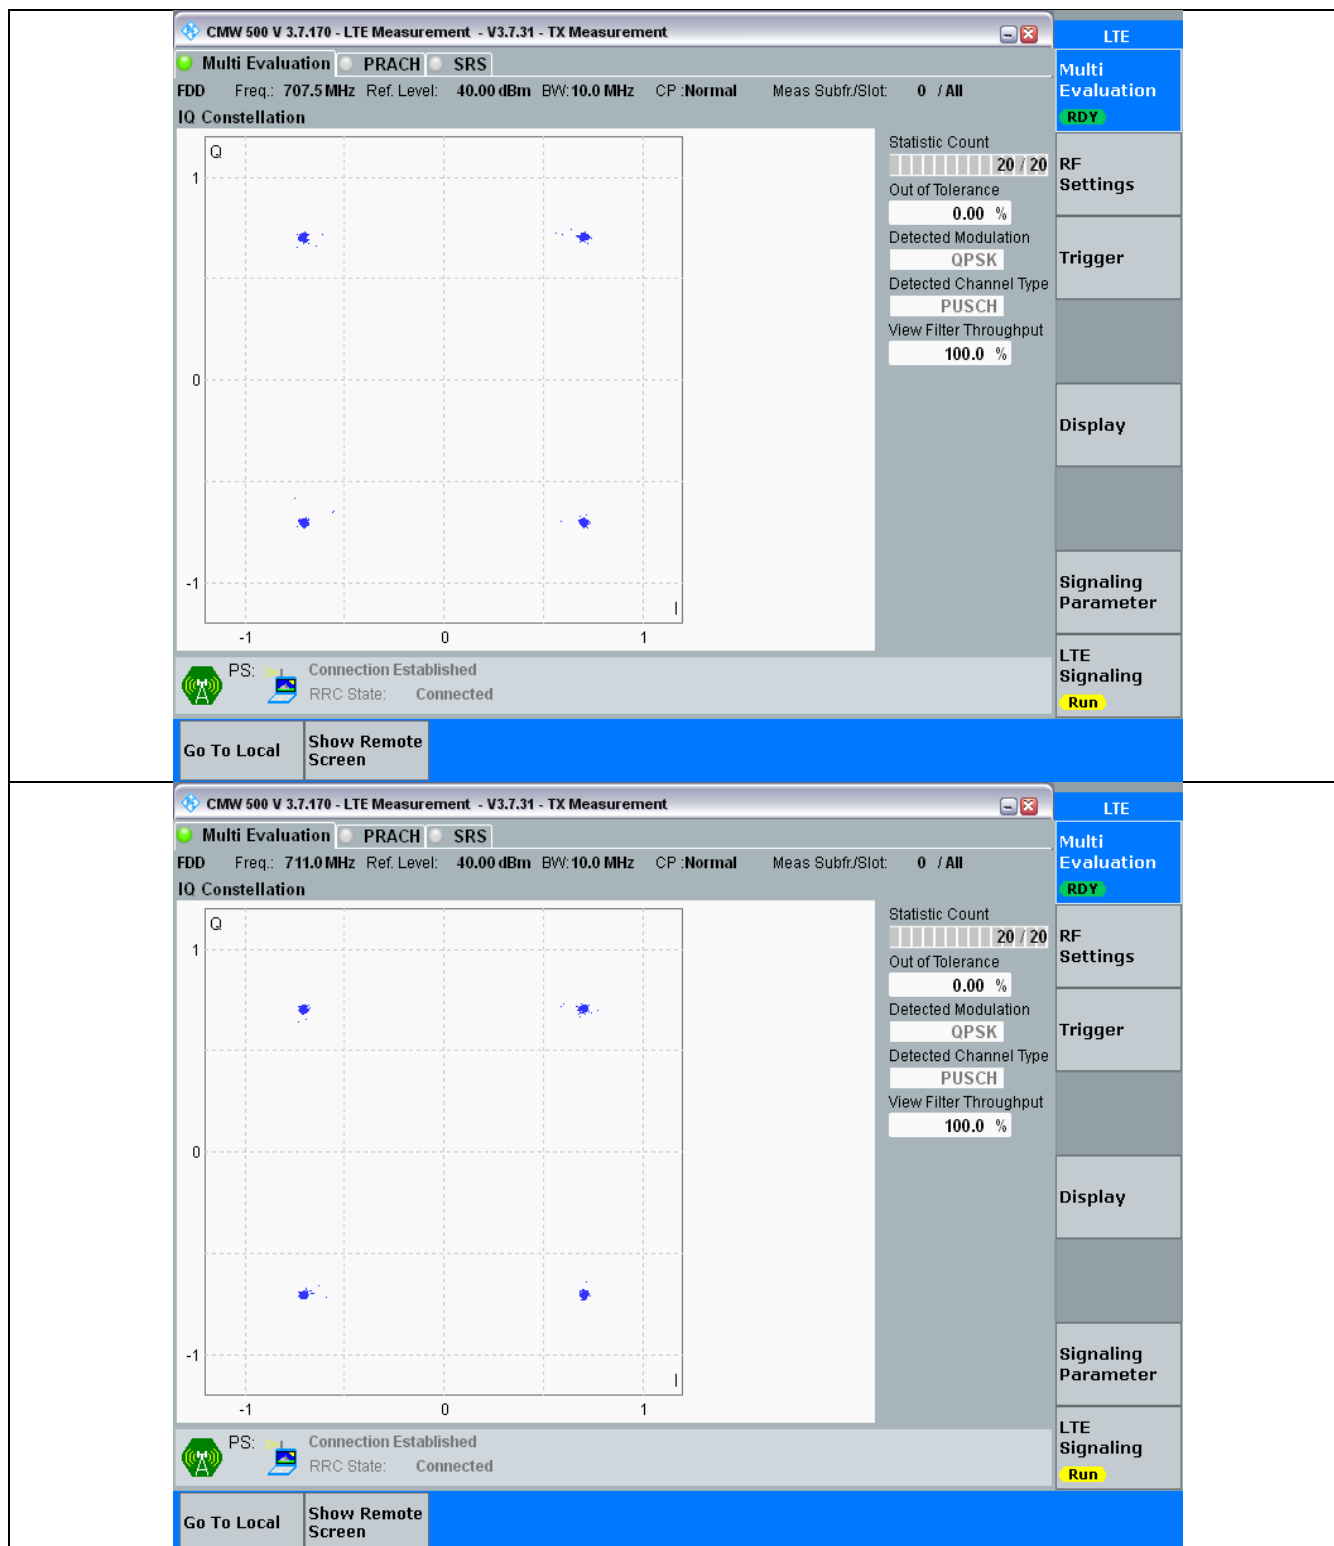 CMW 500 V 3.7.170 - LTE Measurement - V3.7.31 - TX Measurement
LTE
Multi Evaluation PRACH SRS
FDD Freq.: 707.5 MHz Ref. Level: 40.00 dBm BW: 10.0 MHz CP : Normal Meas Subfr./Slot: 0 / All
IQ Constellation
Q
1
0
-1
-1 0 1
I
Statistic Count
20 / 20
Out of Tolerance
0.00 %
Detected Modulation
QPSK
Detected Channel Type
PUSCH
View Filter Throughput
100.0 %
Multi
Evaluation
RDY
RF
Settings
Trigger
Display
Signaling
Parameter
LTE
Signaling
Run
PS: Connection Established
RRC State: Connected
Go To Local
Show Remote
Screen
CMW 500 V 3.7.170 - LTE Measurement - V3.7.31 - TX Measurement
LTE
Multi Evaluation PRACH SRS
FDD Freq.: 711.0 MHz Ref. Level: 40.00 dBm BW: 10.0 MHz CP : Normal Meas Subfr./Slot: 0 / All
IQ Constellation
Q
1
0
-1
-1 0 1
I
Statistic Count
20 / 20
Out of Tolerance
0.00 %
Detected Modulation
QPSK
Detected Channel Type
PUSCH
View Filter Throughput
100.0 %
Multi
Evaluation
RDY
RF
Settings
Trigger
Display
Signaling
Parameter
LTE
Signaling
Run
PS: Connection Established
RRC State: Connected
Go To Local
Show Remote
Screen